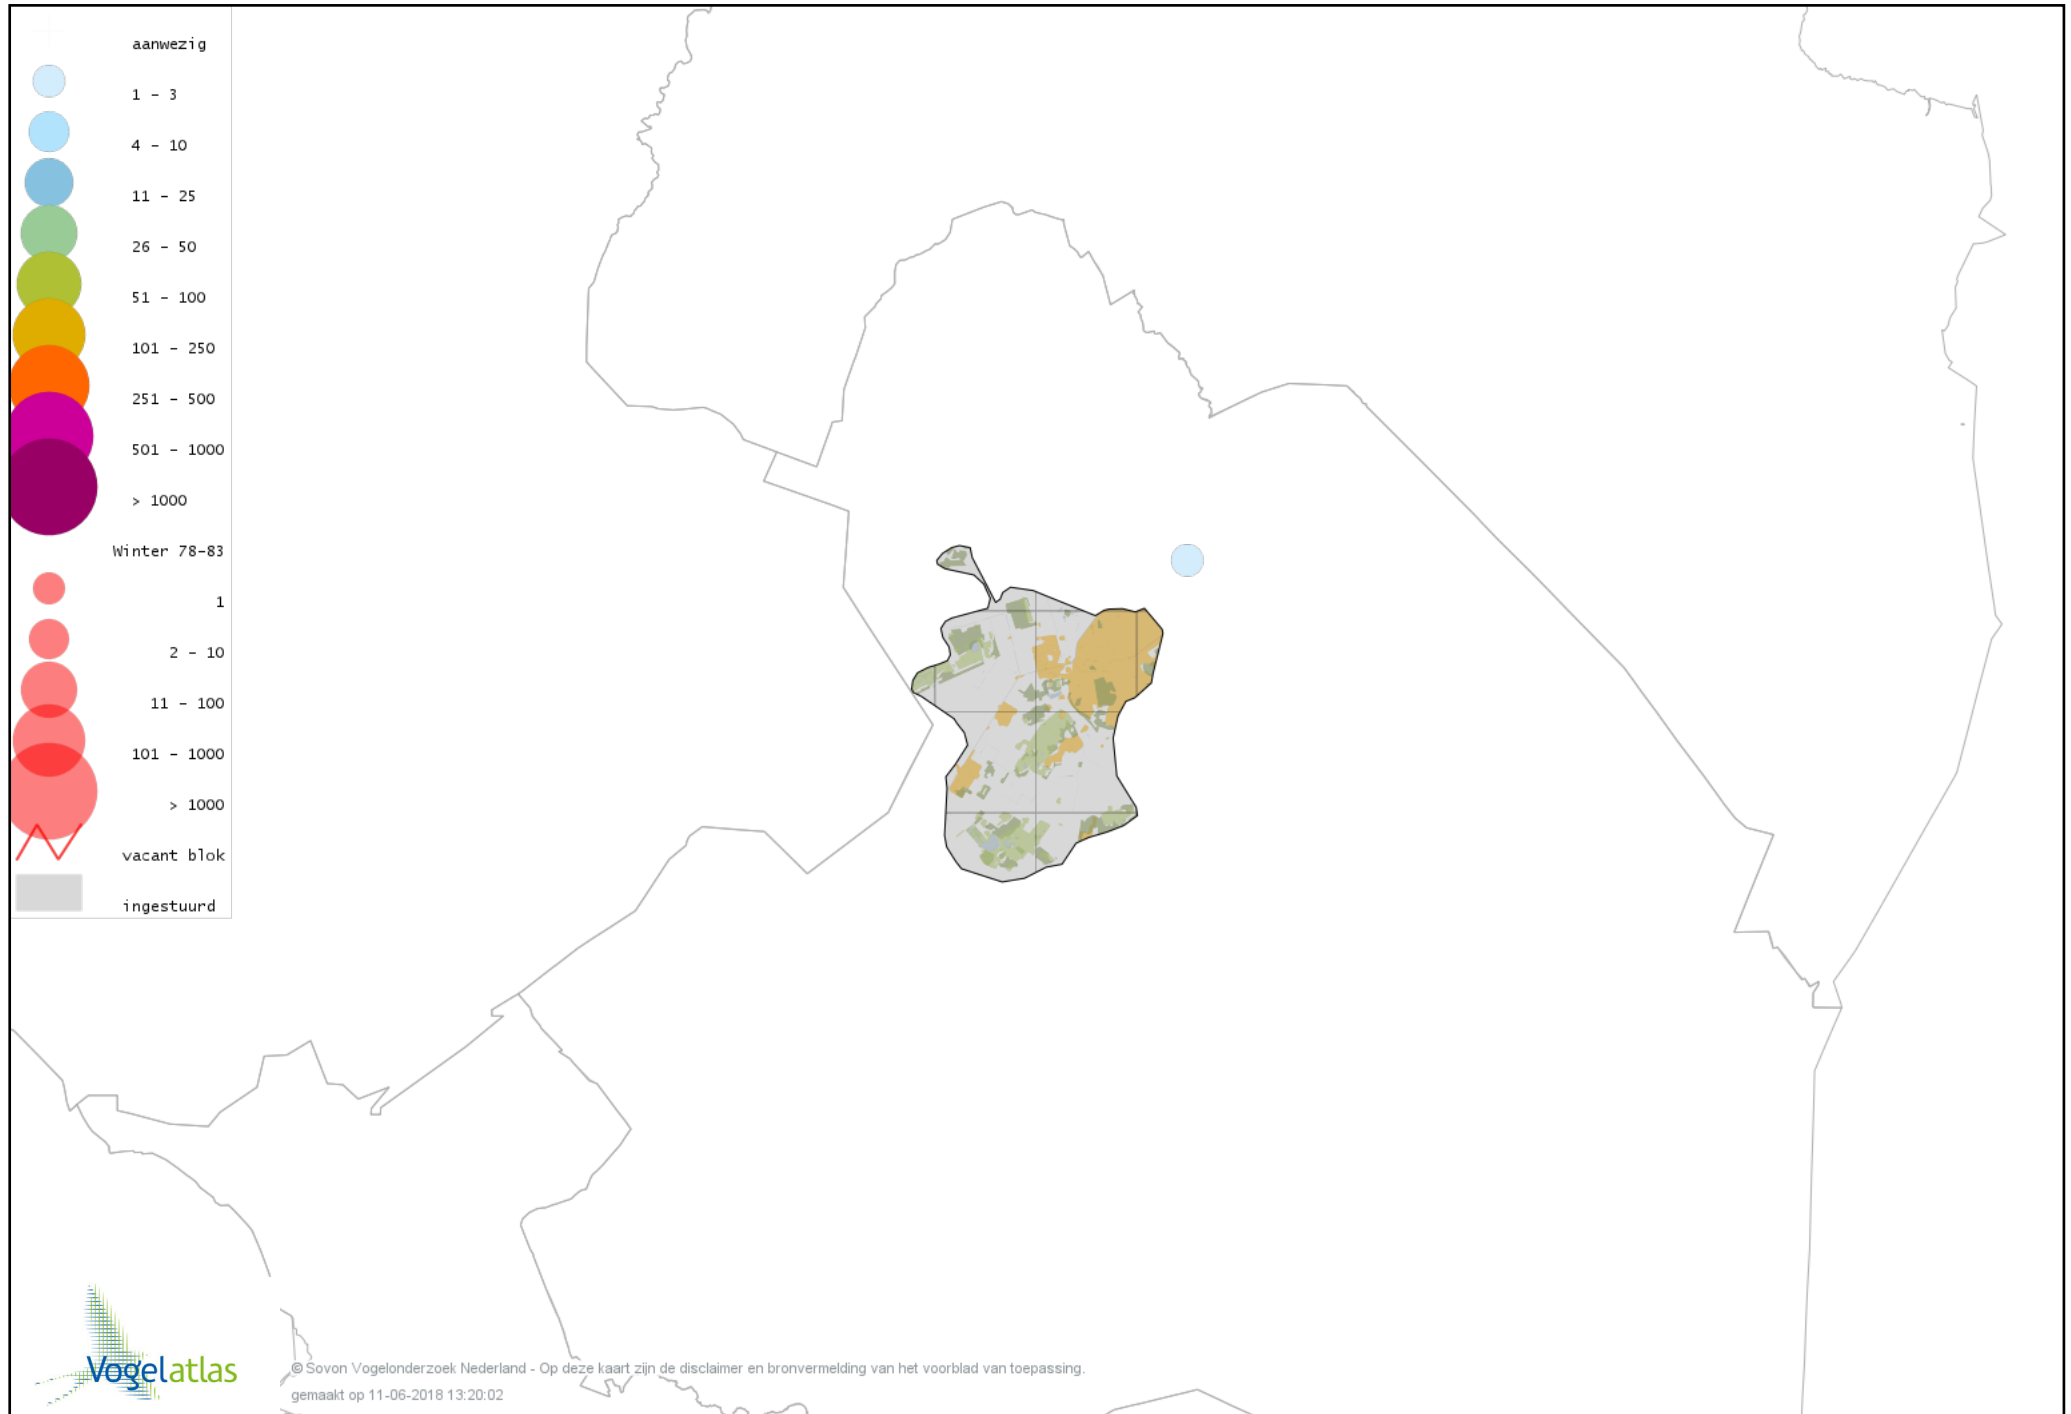 aanwezig
1 - 3
4 - 10
11 - 25
26 - 50
51 - 100
101 - 250
251 - 500
501 - 1000
> 1000
Winter 78-83
1
2 - 10
11 - 100
101 - 1000
> 1000
vacant blok
ingestuurd
Vogelatlas
© Sovon Vogelonderzoek Nederland - Op deze kaart zijn de disclaimer en bronvermelding van het voorblad van toepassing.
gemaakt op 11-06-2018 13:20:02